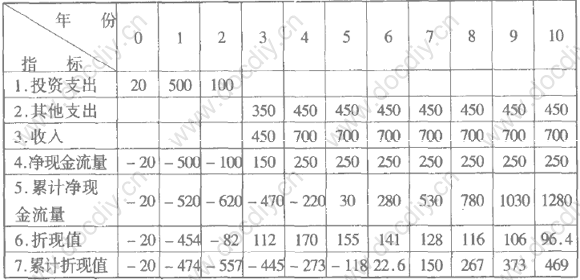 年 份
指 标
0 1 2 3 4 5 6 7 8 9 10
1.投资支出 20 500 100
2.其他支出 350 450 450 450 450 450 450 450
3.收入 450 700 700 700 700 700 700 700
4.净现金流量 -20 -500 -100 150 250 250 250 250 250 250 250
5.累计净现金流量 -20 -520 -620 -470 -220 30 280 530 780 1030 1280
6.折现值 -20 -454 -82 112 170 155 141 128 116 106 96.4
7.累计折现值 -20 -474 -557 -445 -273 -118 22.6 150 267 373 469
www.docdiy.cn